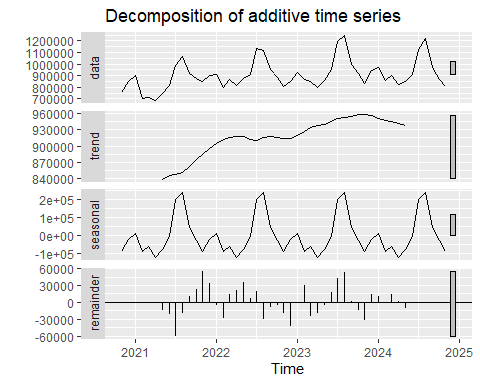 Decomposition of additive time series
data
1200000
1100000
1000000
900000
800000
700000
trend
960000
930000
900000
870000
840000
seasonal
2e+05
1e+05
0e+00
-1e+05
remainder
60000
30000
0
-30000
-60000
2021
2022
2023
2024
2025
Time